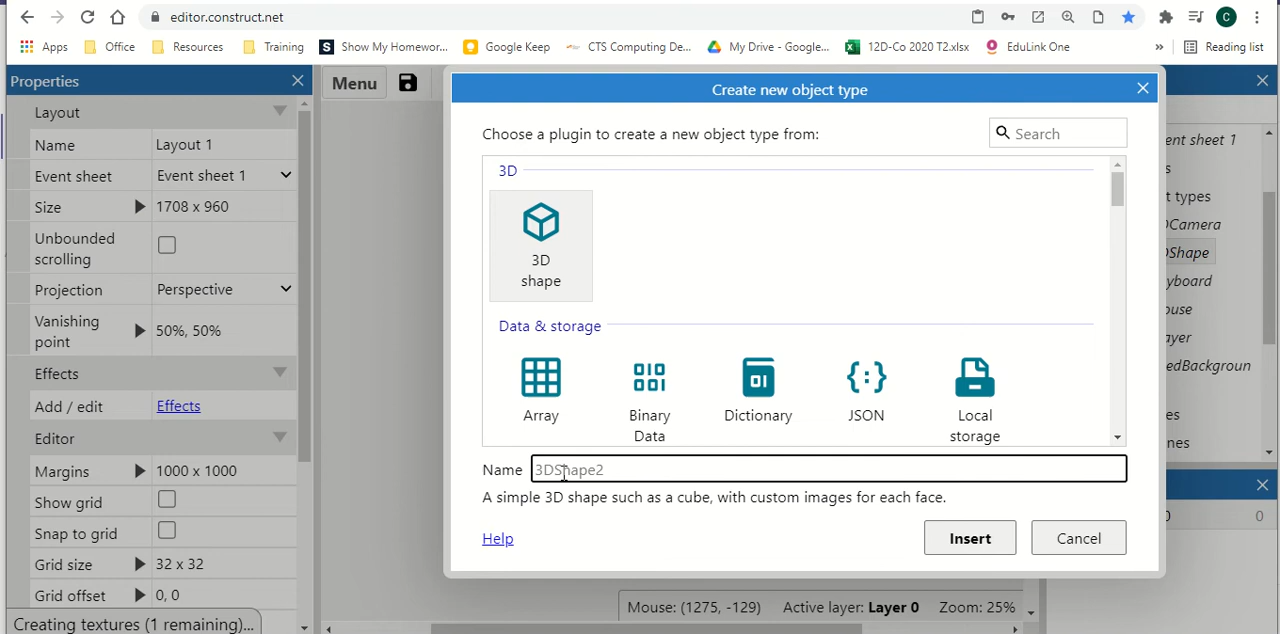 editor.construct.net
C
Apps
Office
Resources
Training
S
Show My Homewor...
Google Keep
CTS Computing De...
My Drive - Google...
12D-Co 2020 T2.xlsx
EduLink One
»
Reading list
Properties
Menu
Layout
Name
Layout 1
Event sheet
Event sheet 1
Size
1708 x 960
Unbounded
scrolling
Projection
Perspective
Vanishing
point
50%, 50%
Effects
Add / edit
Effects
Editor
Margins
1000 x 1000
Show grid
Snap to grid
Grid size
32 x 32
Grid offset
0, 0
Creating textures (1 remaining)...
Create new object type
Choose a plugin to create a new object type from:
Search
3D
3D
shape
Data & storage
Array
Binary
Data
Dictionary
JSON
Local
storage
Name
3DShape2
A simple 3D shape such as a cube, with custom images for each face.
Help
Insert
Cancel
Mouse: (1275, -129)
Active layer: Layer 0
Zoom: 25%
ent sheet 1
s
t types
DCamera
DShape
yboard
ouse
ayer
edBackgroun
es
nes
0
0